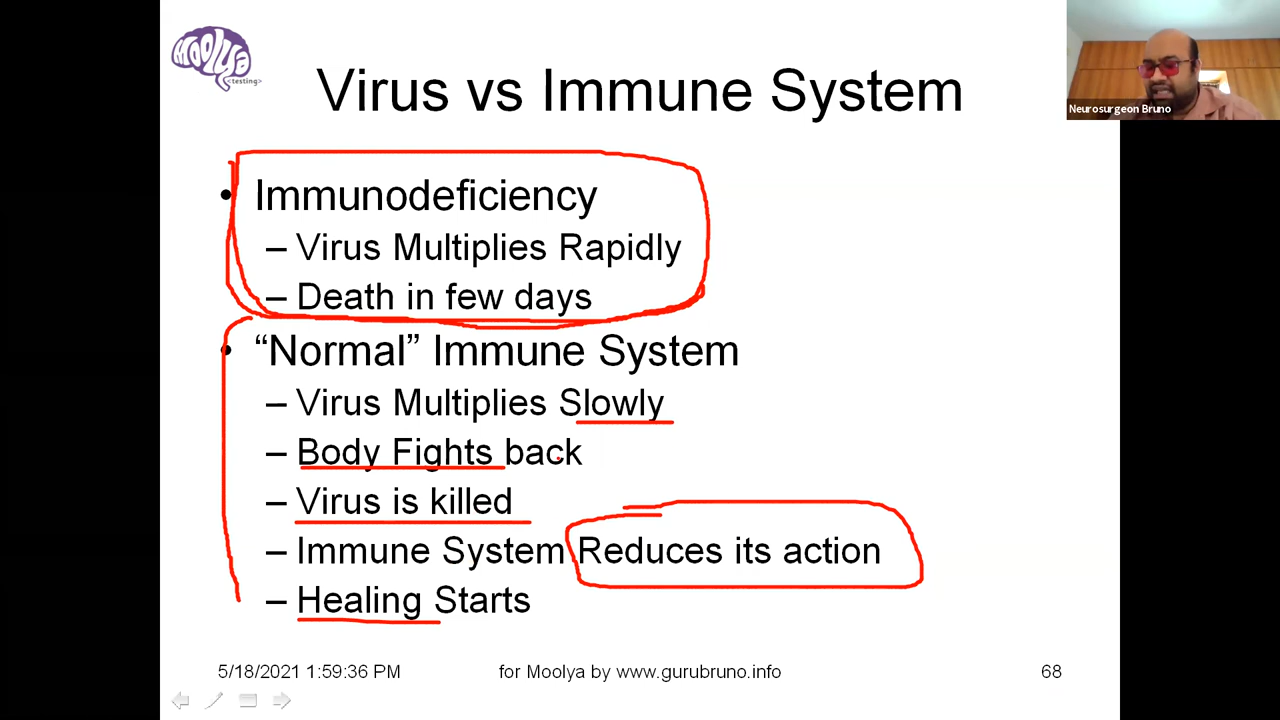 Moolya
<testing>
Virus vs Immune System
Neurosurgeon Bruno
• Immunodeficiency
– Virus Multiplies Rapidly
– Death in few days
• “Normal” Immune System
– Virus Multiplies Slowly
– Body Fights back
– Virus is killed
– Immune System Reduces its action
– Healing Starts
5/18/2021 1:59:36 PM for Moolya by www.gurubruno.info 68